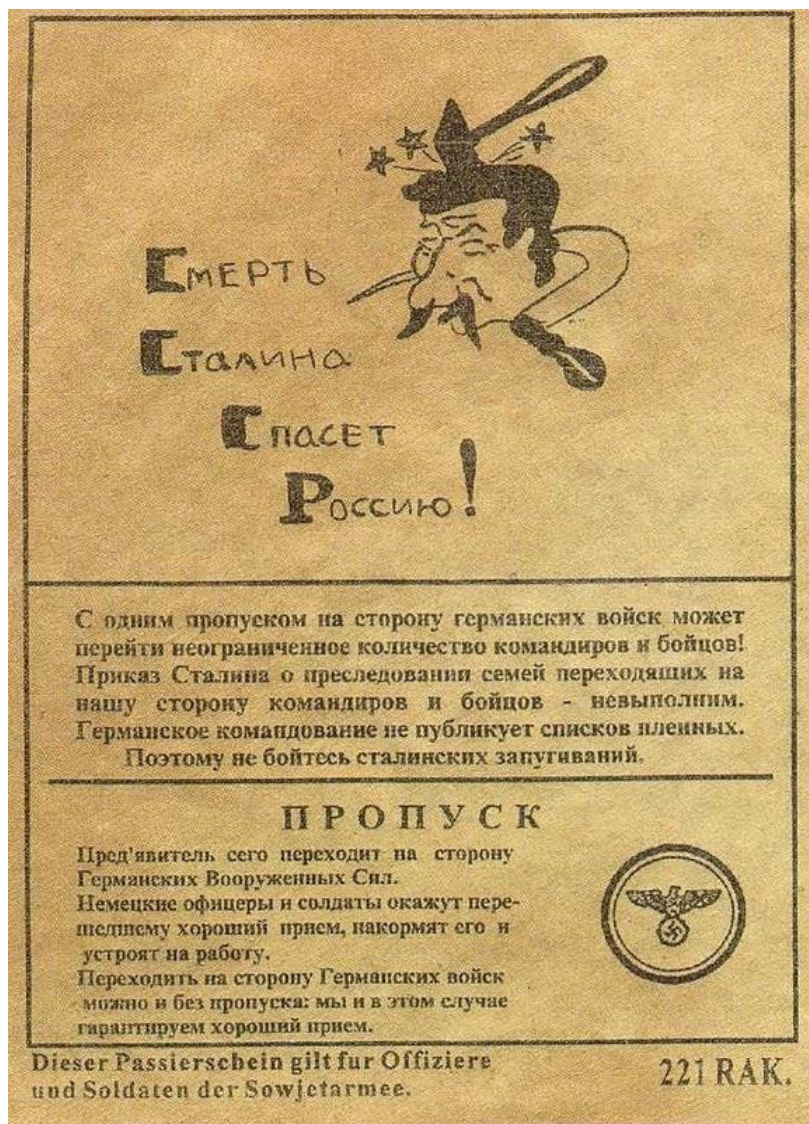 Смерть
Сталина
Спасет
Россию!
С одним пропуском на сторону германских войск может
перейти неограниченное количество командиров и бойцов!
Приказ Сталина о преследовании семей переходящих на
нашу сторону командиров и бойцов - невыполним.
Германское командование не публикует списков пленных.
Поэтому не бойтесь сталинских запугиваний.
ПРОПУСК
Пред'явитель сего переходит на сторону
Германских Вооруженных Сил.
Немецкие офицеры и солдаты окажут пере-
шедшему хороший прием, накормят его и
устроят на работу.
Переходить на сторону Германских войск
можно и без пропуска: мы и в этом случае
гарантируем хороший прием.
Dieser Passierschein gilt fur Offiziere
und Soldaten der Sowjetarmee.
221 RAK.